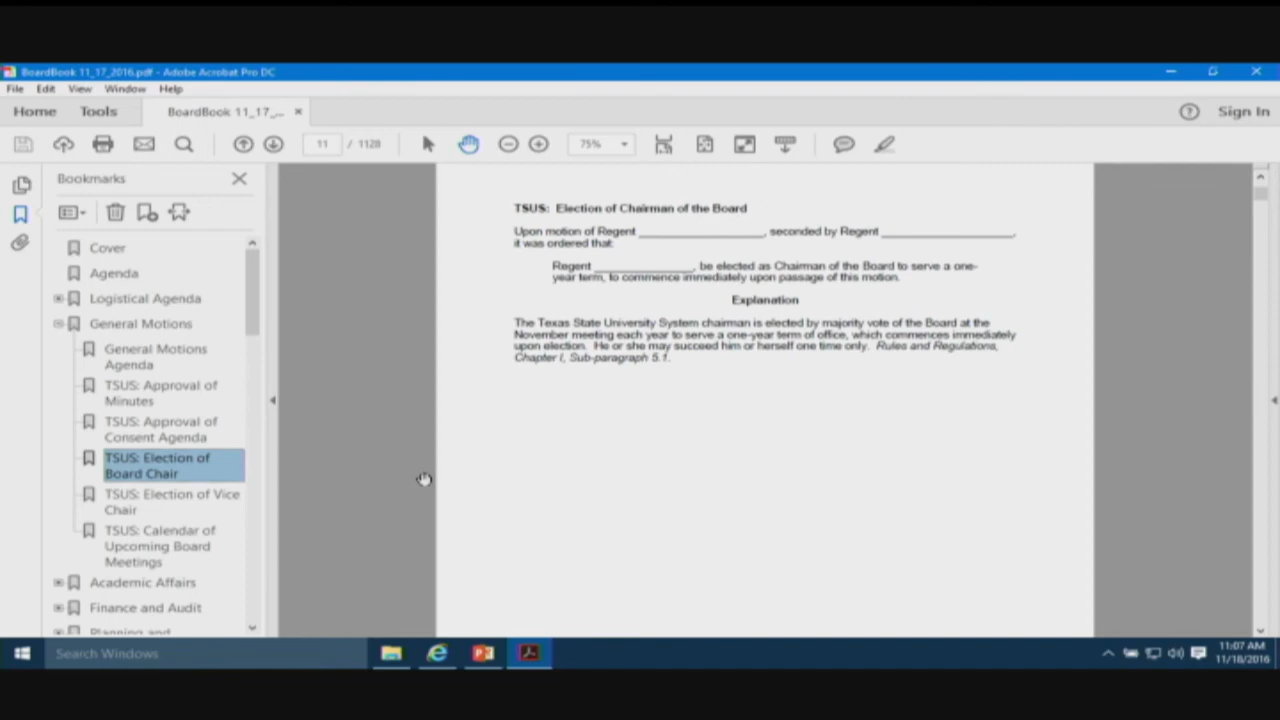 BoardBook 11_17_2016.pdf - Adobe Acrobat Pro DC
File Edit View Window Help
Home Tools BoardBook 11_17_... ×
Sign In
11 / 1128
75%
Bookmarks
Cover
Agenda
Logistical Agenda
General Motions
General Motions
Agenda
TSUS: Approval of
Minutes
TSUS: Approval of
Consent Agenda
TSUS: Election of
Board Chair
TSUS: Election of Vice
Chair
TSUS: Calendar of
Upcoming Board
Meetings
Academic Affairs
Finance and Audit
Planning and
TSUS: Election of Chairman of the Board
Upon motion of Regent ____________________, seconded by Regent _____________________,
it was ordered that:
Regent ________________, be elected as Chairman of the Board to serve a one-
year term, to commence immediately upon passage of this motion.
Explanation
The Texas State University System chairman is elected by majority vote of the Board at the
November meeting each year to serve a one-year term of office, which commences immediately
upon election. He or she may succeed him or herself one time only. Rules and Regulations,
Chapter I, Sub-paragraph 5.1.
Search Windows
11:07 AM
11/18/2016